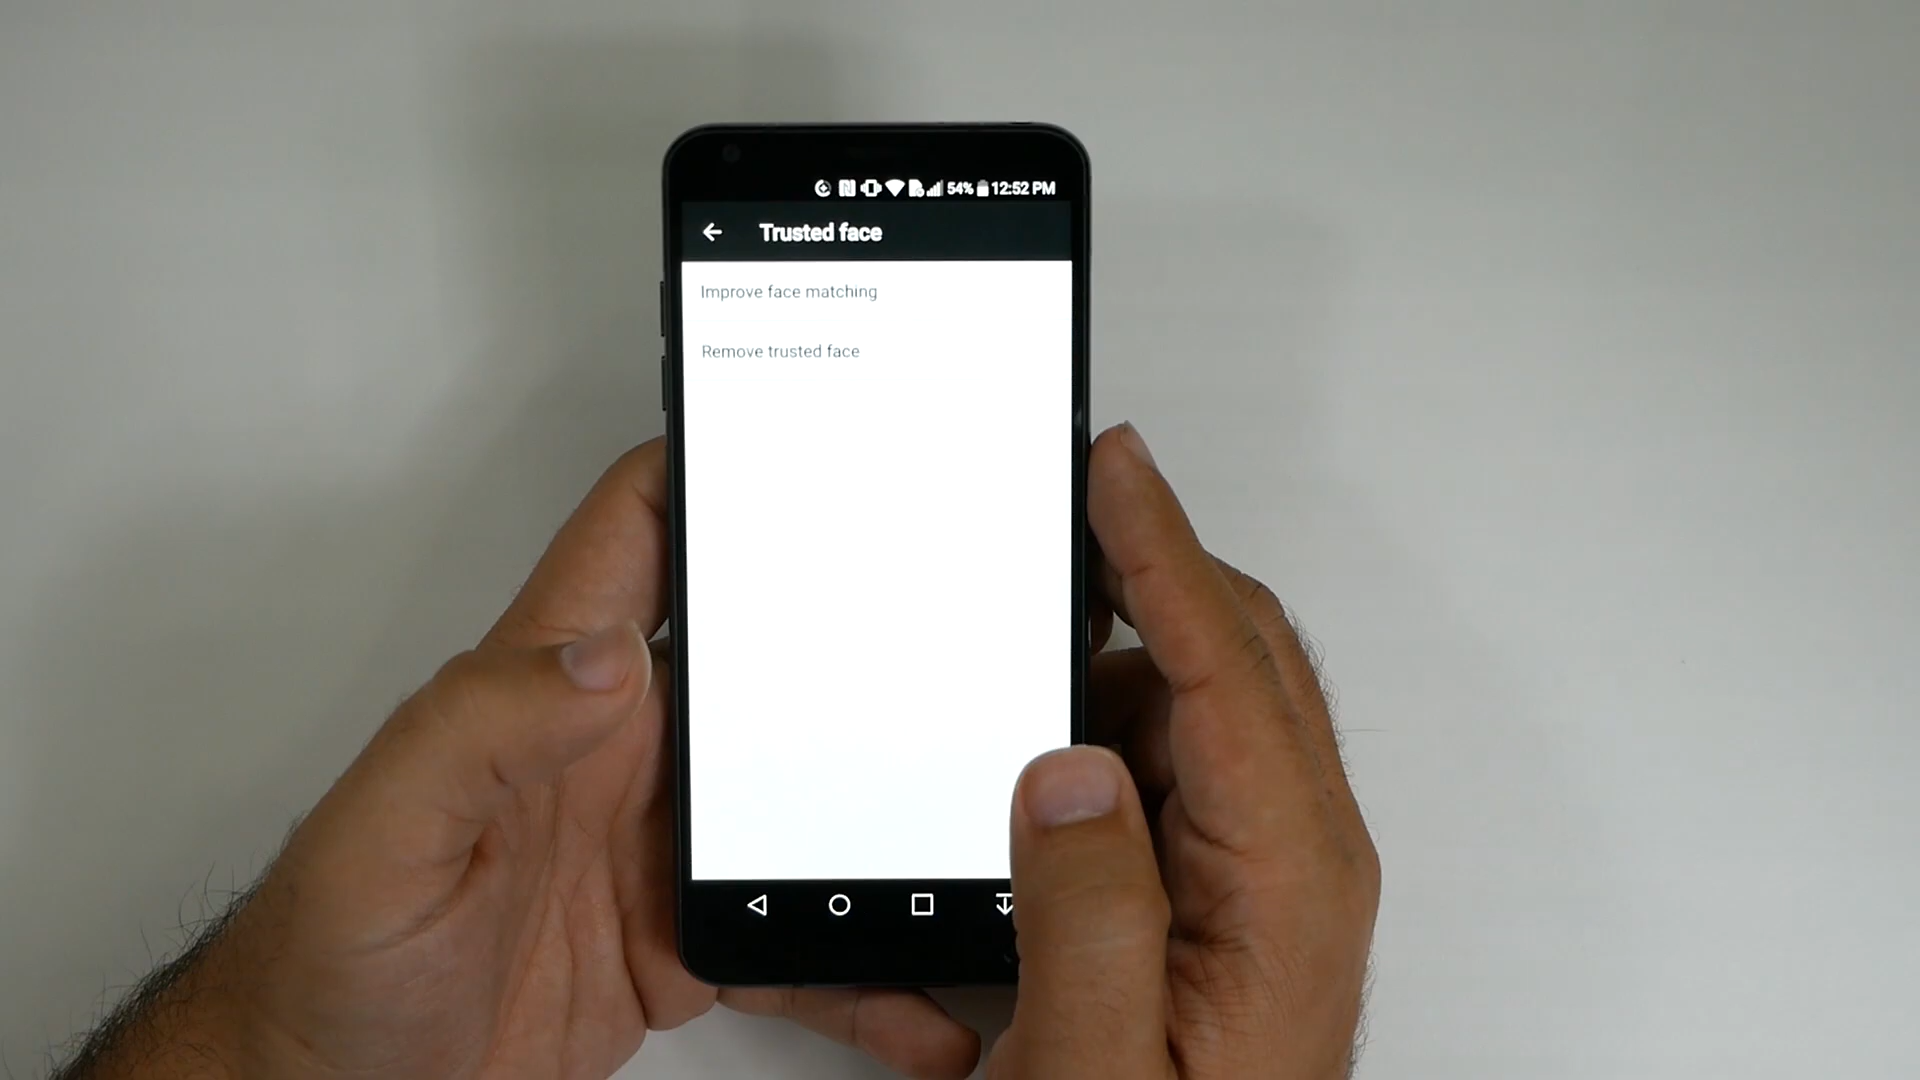 54% 12:52 PM
Trusted face
Improve face matching
Remove trusted face